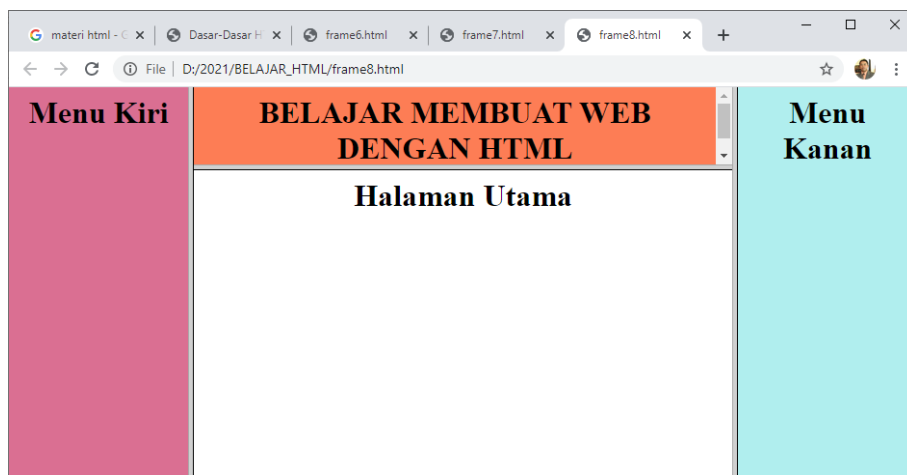 materi html - G
Dasar-Dasar H
frame6.html
frame7.html
frame8.html
File
D:/2021/BELAJAR_HTML/frame8.html
Menu Kiri
BELAJAR MEMBUAT WEB
DENGAN HTML
Halaman Utama
Menu
Kanan